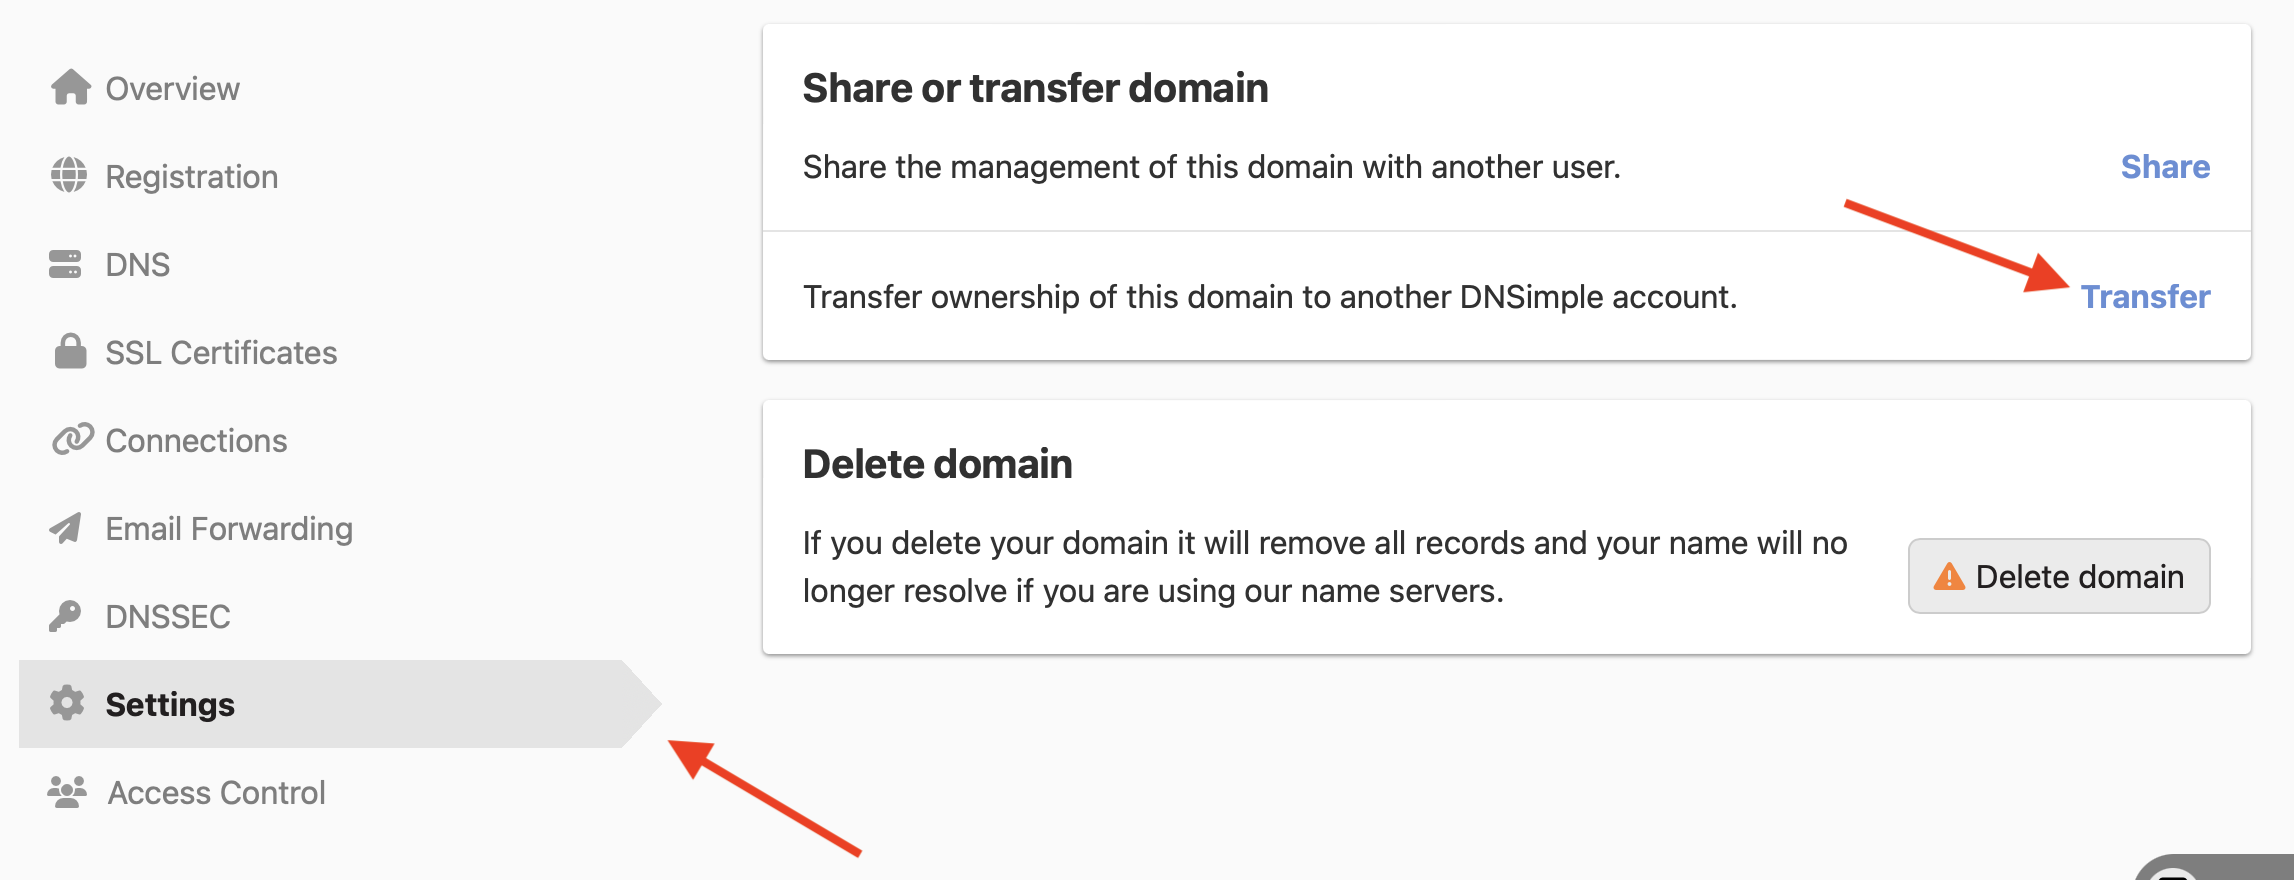 Overview
Registration
DNS
SSL Certificates
Connections
Email Forwarding
DNSSEC
Settings
Access Control
Share or transfer domain
Share the management of this domain with another user.
Share
Transfer ownership of this domain to another DNSimple account.
Transfer
Delete domain
If you delete your domain it will remove all records and your name will no
longer resolve if you are using our name servers.
Delete domain